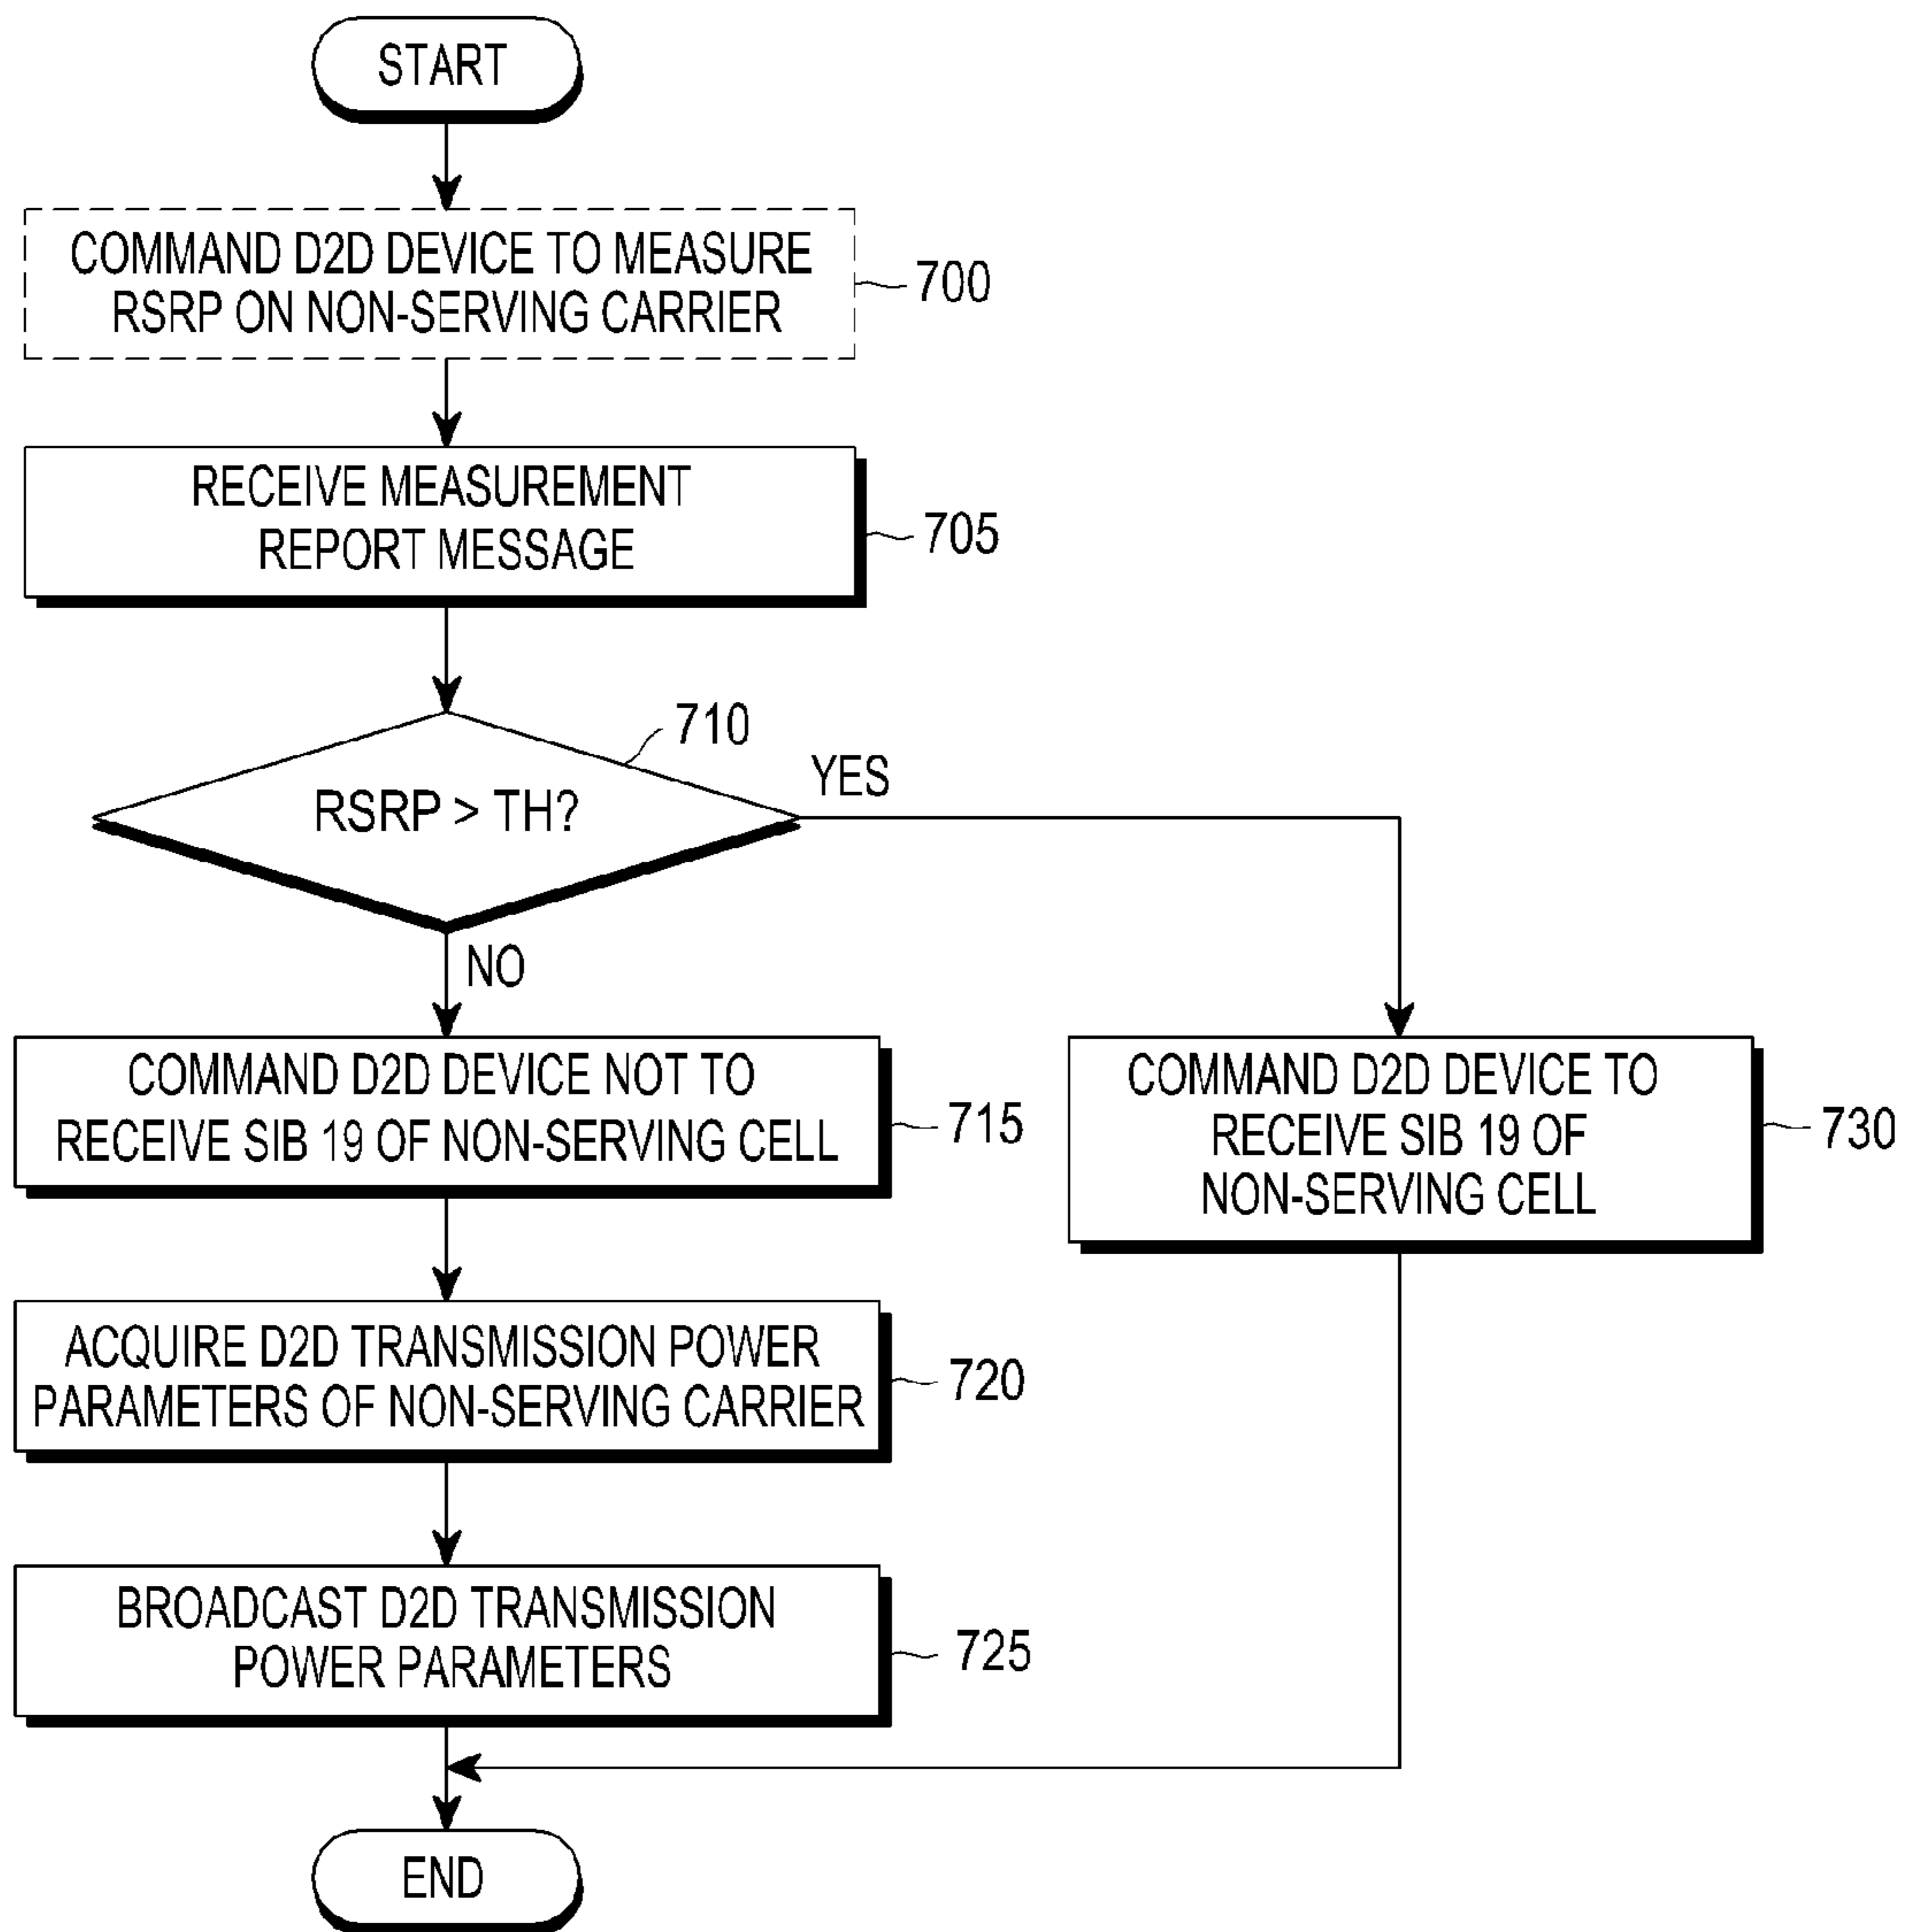 START
COMMAND D2D DEVICE TO MEASURE
RSRP ON NON-SERVING CARRIER
700
RECEIVE MEASUREMENT
REPORT MESSAGE
705
710
RSRP > TH?
YES
NO
COMMAND D2D DEVICE NOT TO
RECEIVE SIB 19 OF NON-SERVING CELL
715
COMMAND D2D DEVICE TO
RECEIVE SIB 19 OF
NON-SERVING CELL
730
ACQUIRE D2D TRANSMISSION POWER
PARAMETERS OF NON-SERVING CARRIER
720
BROADCAST D2D TRANSMISSION
POWER PARAMETERS
725
END